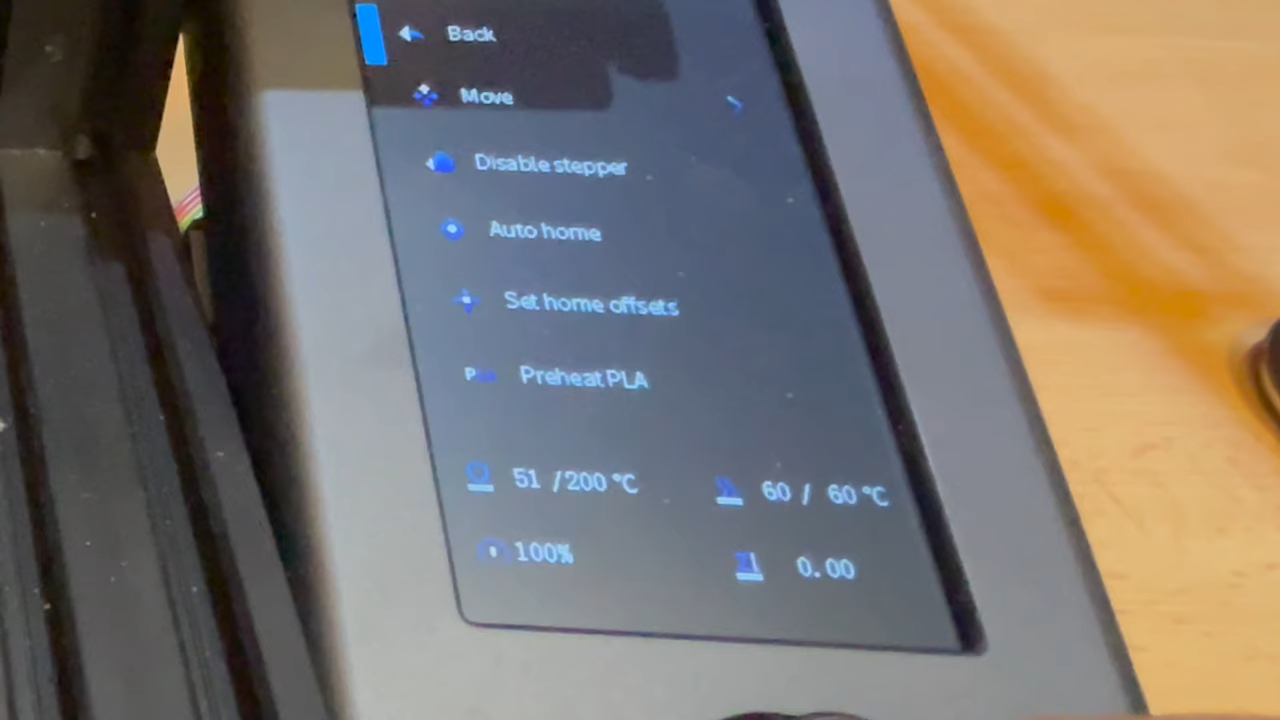 Back
Move
Disable stepper
Auto home
Set home offsets
Preheat PLA
51 /200 °C 60 / 60 °C
100% 0.00